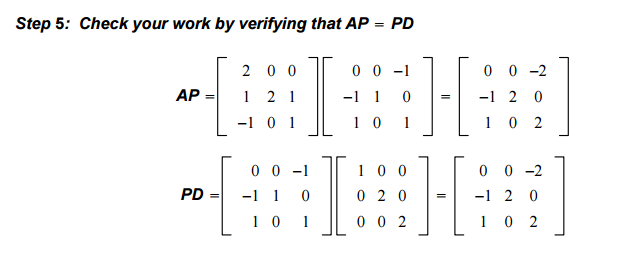 Step 5: Check your work by verifying that AP = PD
2 0 0 0 0 -1 0 0 -2
AP = 1 2 1 -1 1 0 = -1 2 0
-1 0 1 1 0 1 1 0 2
0 0 -1 1 0 0 0 0 -2
PD = -1 1 0 0 2 0 = -1 2 0
1 0 1 0 0 2 1 0 2